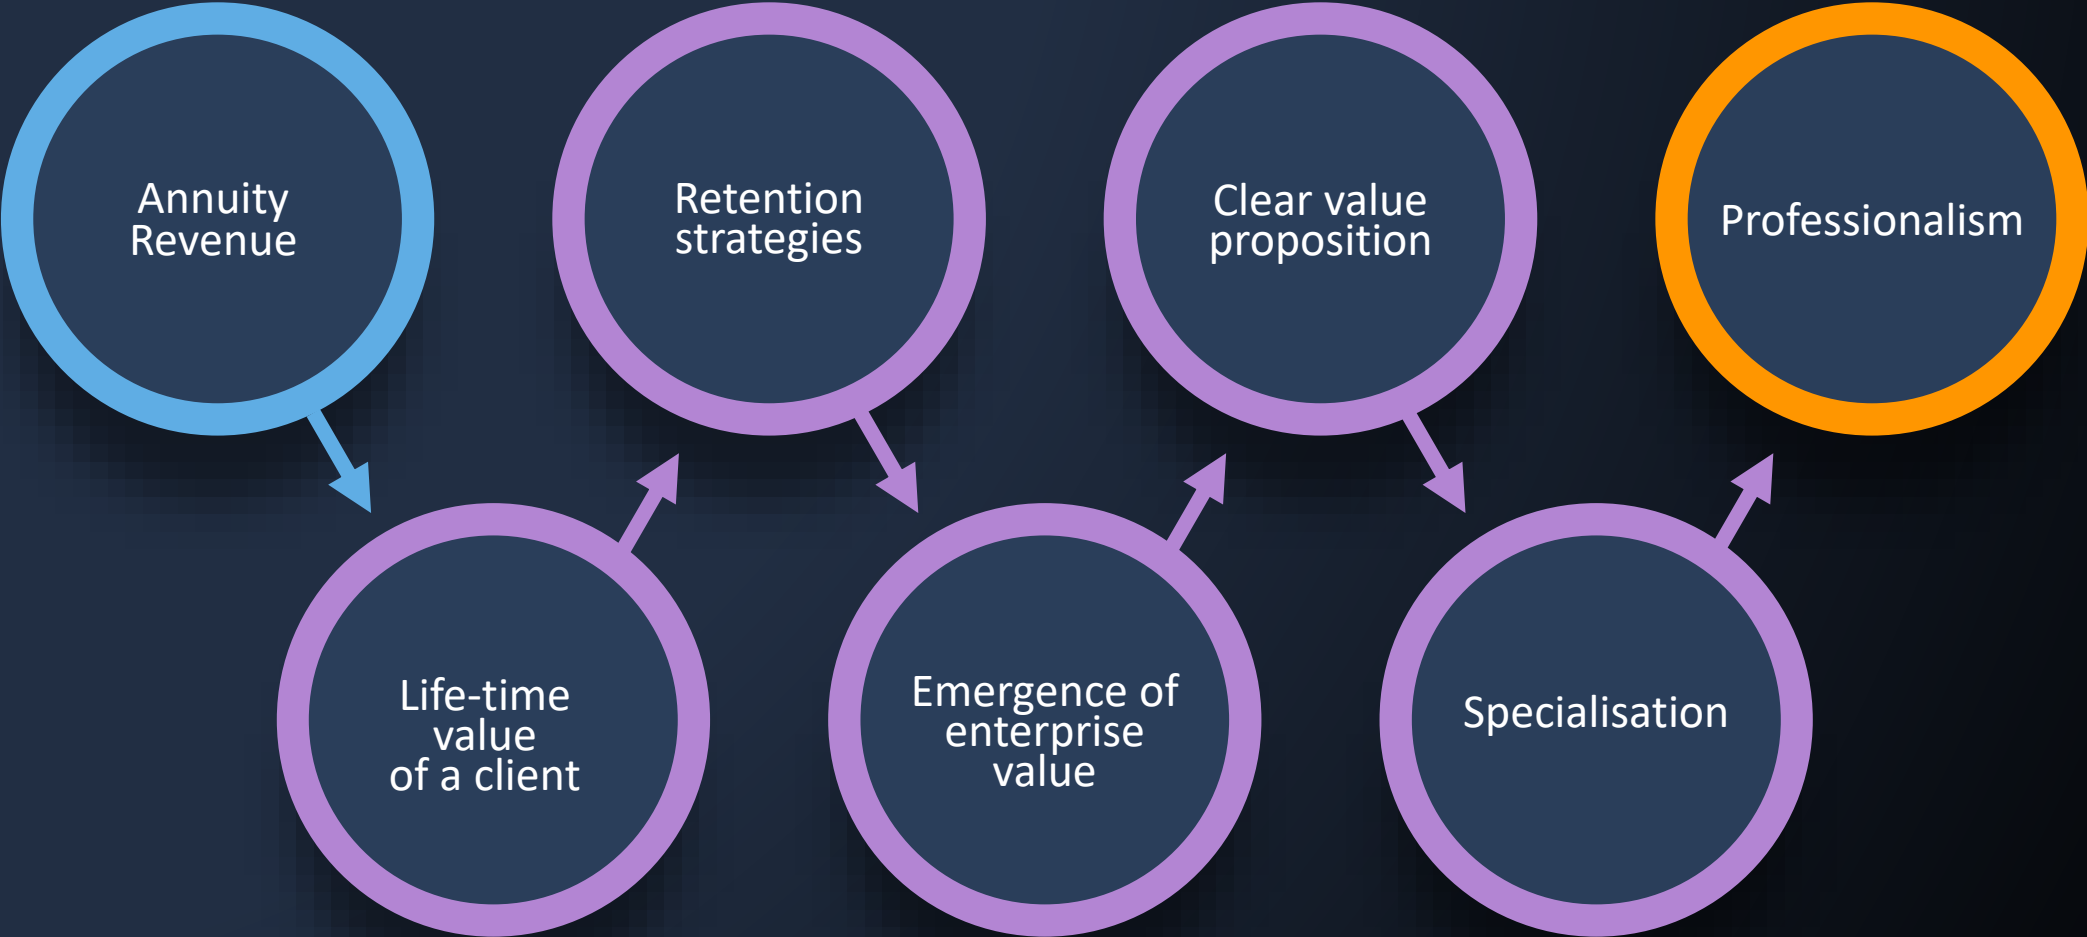 Annuity
Revenue
Life-time
value
of a client
Retention
strategies
Emergence of
enterprise
value
Clear value
proposition
Specialisation
Professionalism